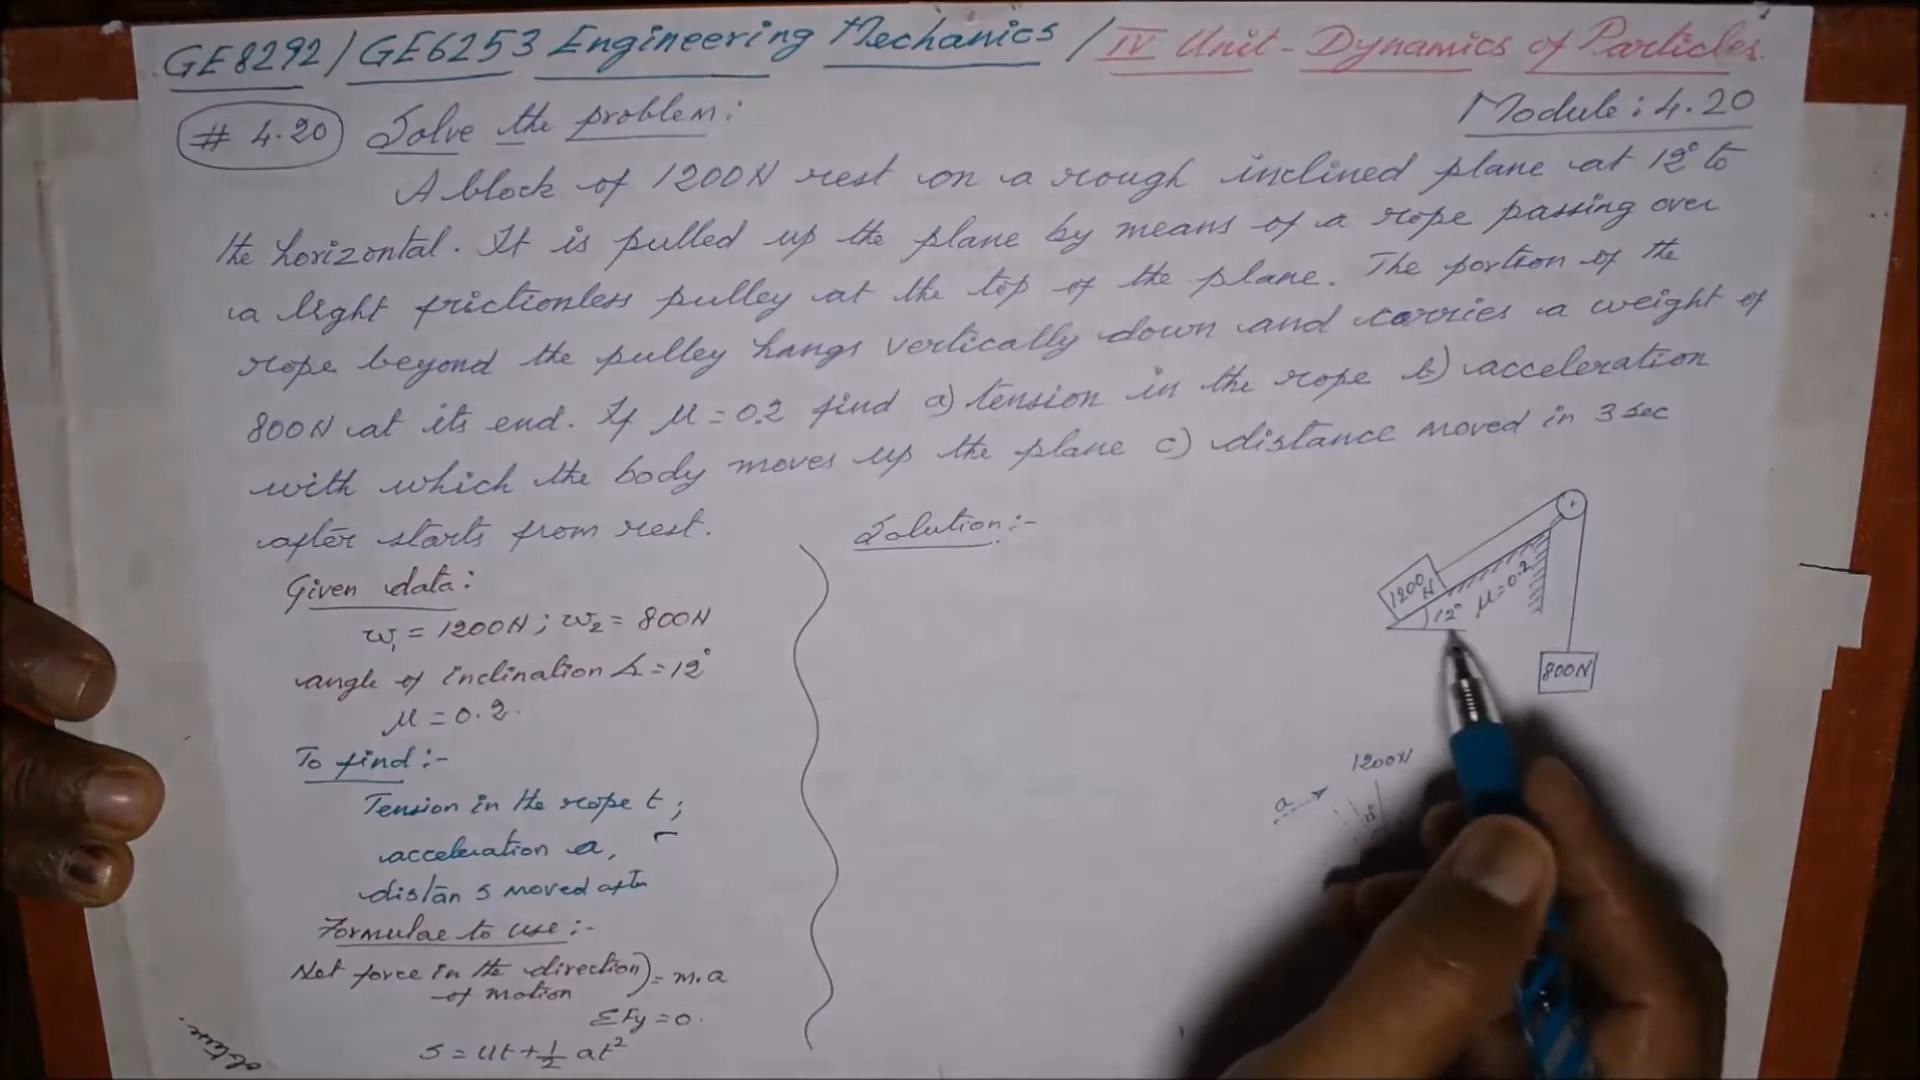 GE8292/GE6253 Engineering Mechanics / IV Unit - Dynamics of Particles
# 4.20 Solve the problem:
Module: 4.20
A block of 1200N rest on a rough inclined plane at 12° to
the horizontal. It is pulled up the plane by means of a rope passing over
a light frictionless pulley at the top of the plane. The portion of the
rope beyond the pulley hangs vertically down and carries a weight of
800N at its end. If μ = 0.2 find a) tension in the rope b) acceleration
with which the body moves up the plane c) distance moved in 3 sec
after starts from rest.
Solution:-
Given data:
w₁ = 1200N; w₂ = 800N
angle of inclination = 12°
μ = 0.2.
To find:-
Tension in the rope t;
acceleration a,
distan s moved
Formulae to use:-
Net force in the direction) = m.a
of motion
ΣFy = 0.
s = ut + ½ at²
1200N
12°
μ = 0.2
800N
1200N
a